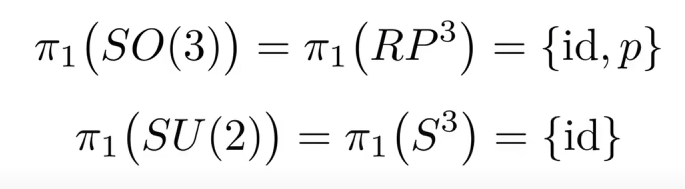 π₁(SO(3)) = π₁(RP³) = {id, p}
π₁(SU(2)) = π₁(S³) = {id}